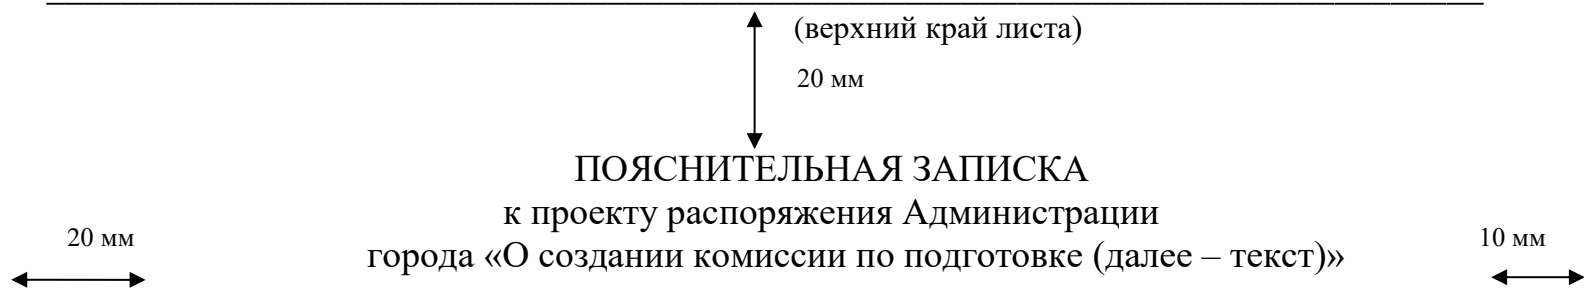 (верхний край листа)
20 мм
ПОЯСНИТЕЛЬНАЯ ЗАПИСКА
к проекту распоряжения Администрации
20 мм
города «О создании комиссии по подготовке (далее – текст)»
10 мм